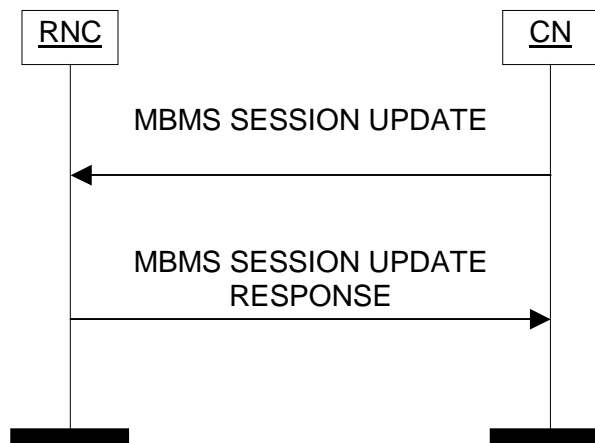 RNC
CN
MBMS SESSION UPDATE
MBMS SESSION UPDATE
RESPONSE